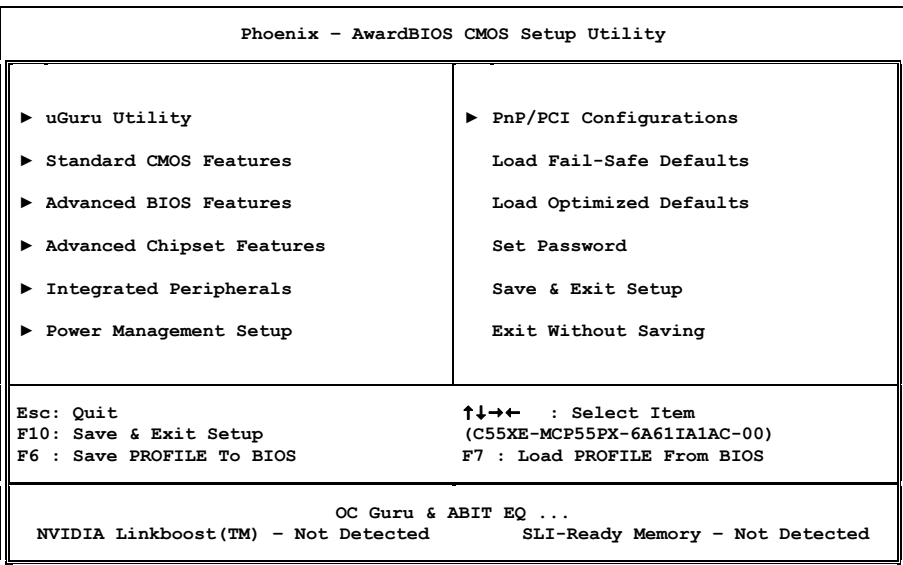 Phoenix – AwardBIOS CMOS Setup Utility
► uGuru Utility
► Standard CMOS Features
► Advanced BIOS Features
► Advanced Chipset Features
► Integrated Peripherals
► Power Management Setup
► PnP/PCI Configurations
Load Fail-Safe Defaults
Load Optimized Defaults
Set Password
Save & Exit Setup
Exit Without Saving
Esc: Quit
F10: Save & Exit Setup
F6 : Save PROFILE To BIOS
↑↓→← : Select Item
(C55XE-MCP55PX-6A61IA1AC-00)
F7 : Load PROFILE From BIOS
OC Guru & ABIT EQ ...
NVIDIA Linkboost(TM) – Not Detected SLI-Ready Memory – Not Detected